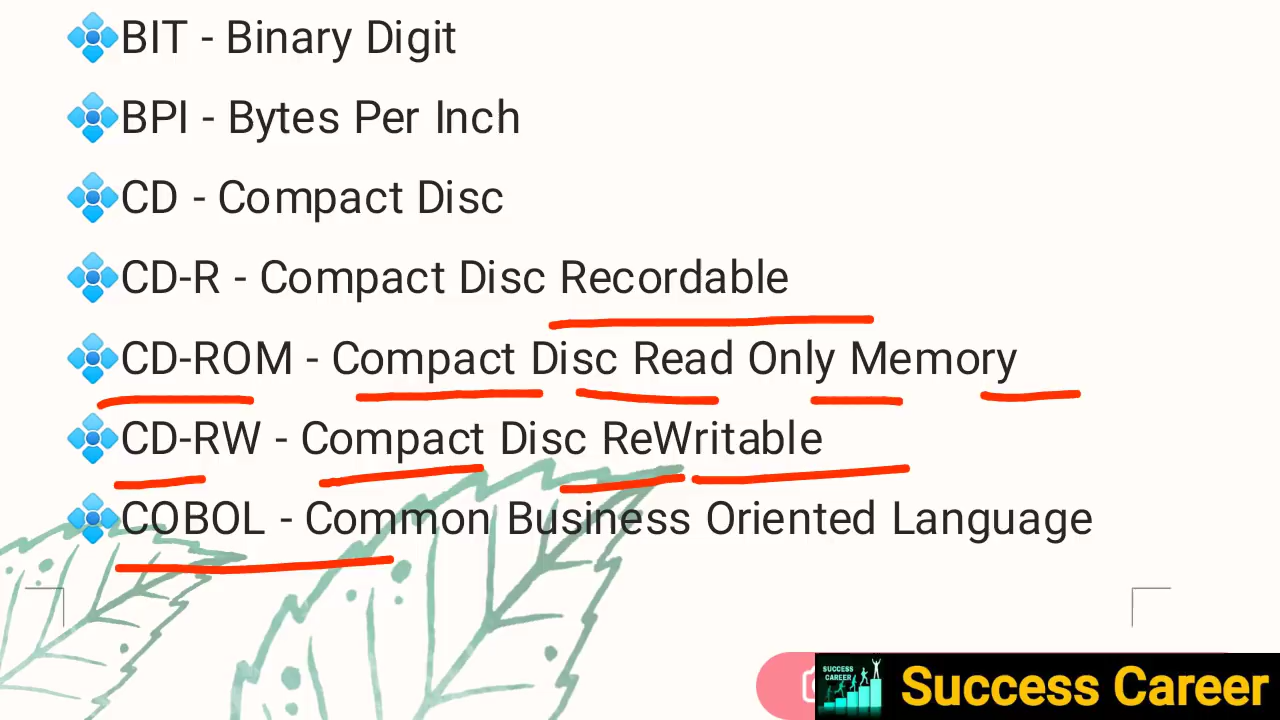 BIT - Binary Digit
BPI - Bytes Per Inch
CD - Compact Disc
CD-R - Compact Disc Recordable
CD-ROM - Compact Disc Read Only Memory
CD-RW - Compact Disc ReWritable
COBOL - Common Business Oriented Language
SUCCESS
CAREER
Success Career